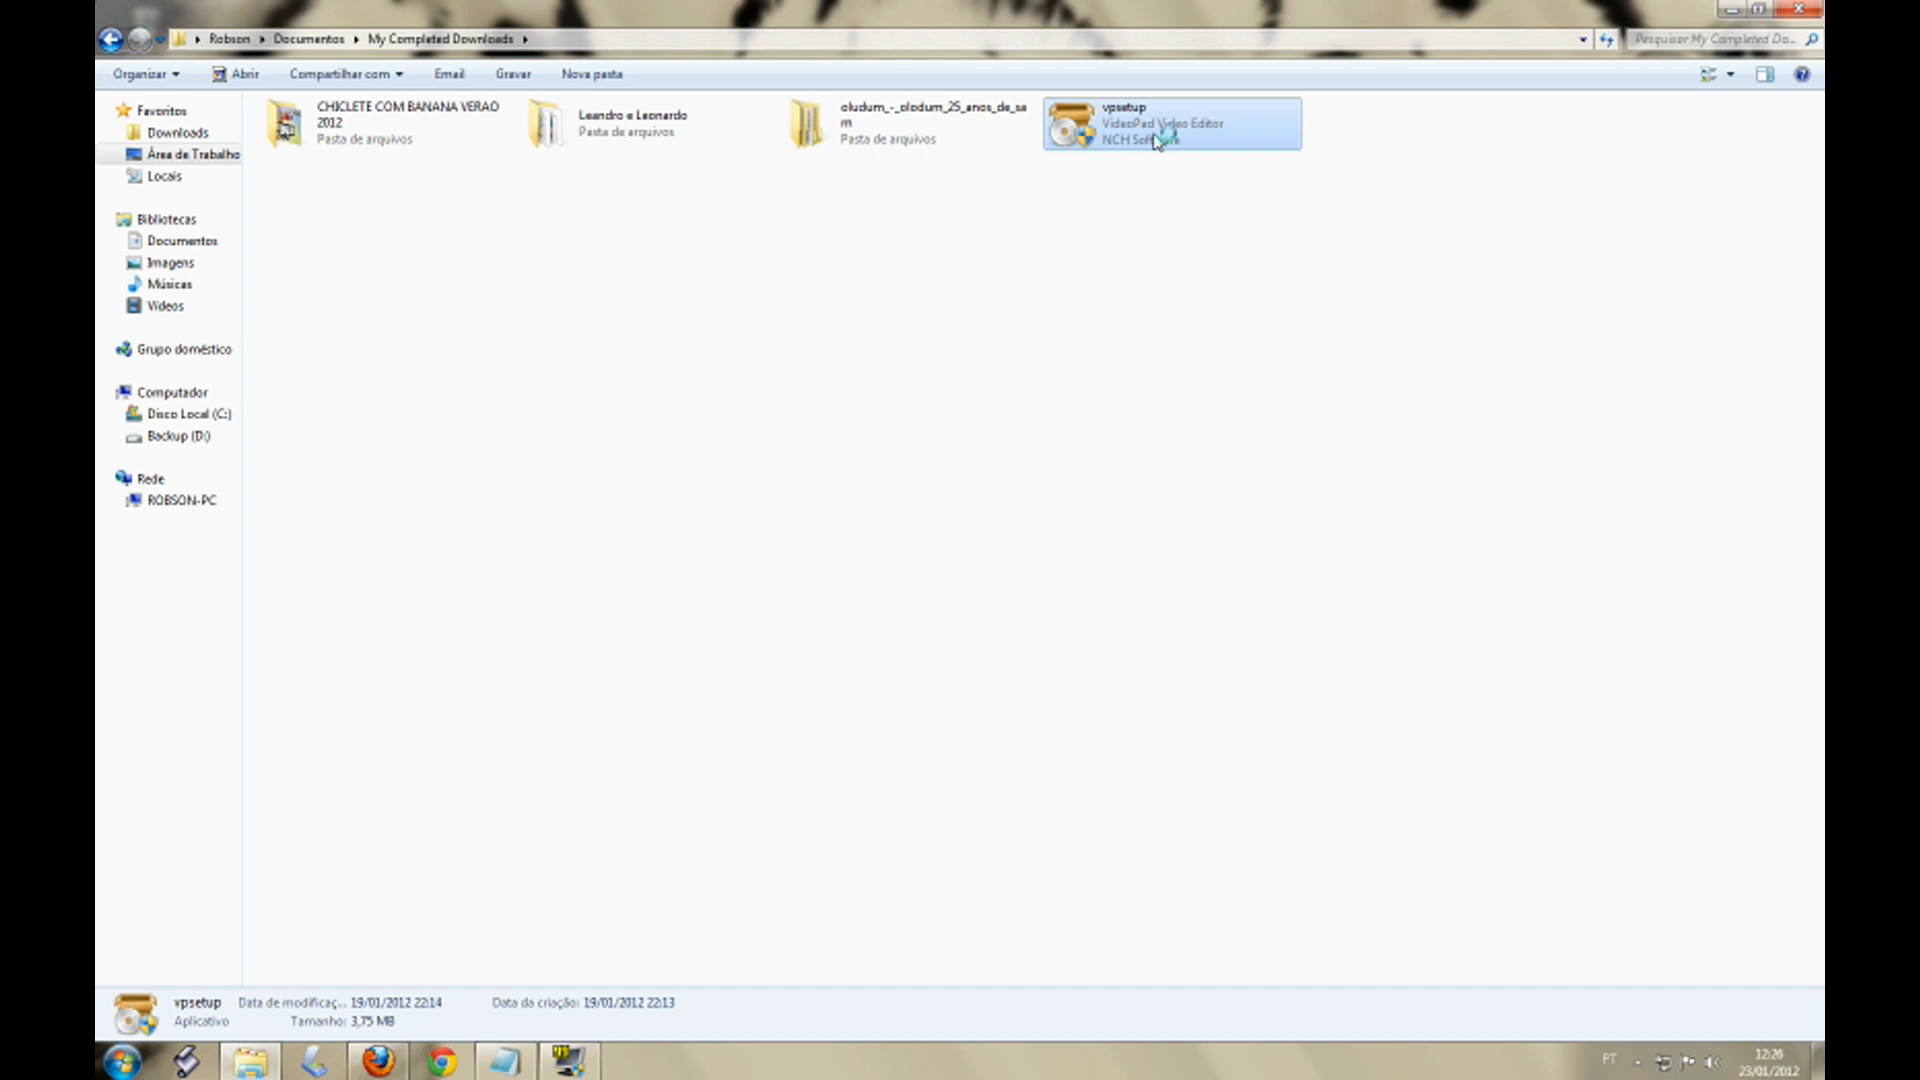 Robson
Documentos
My Completed Downloads
Pesquisar My Completed Do...
Organizar
Abrir
Compartilhar com
Email
Gravar
Nova pasta
Favoritos
Downloads
Área de Trabalho
Locais
Bibliotecas
Documentos
Imagens
Músicas
Vídeos
Grupo doméstico
Computador
Disco Local (C:)
Backup (D:)
Rede
ROBSON-PC
CHICLETE COM BANANA VERAO
2012
Pasta de arquivos
Leandro e Leonardo
Pasta de arquivos
oludum_-_olodum_25_anos_de_sa
m
Pasta de arquivos
vpsetup
VideoPad Video Editor
NCH
vpsetup
Data de modificaç... 19/01/2012 22:14
Data da criação: 19/01/2012 22:13
Aplicativo
Tamanho: 3,75 MB
PT
12:26
23/01/2012